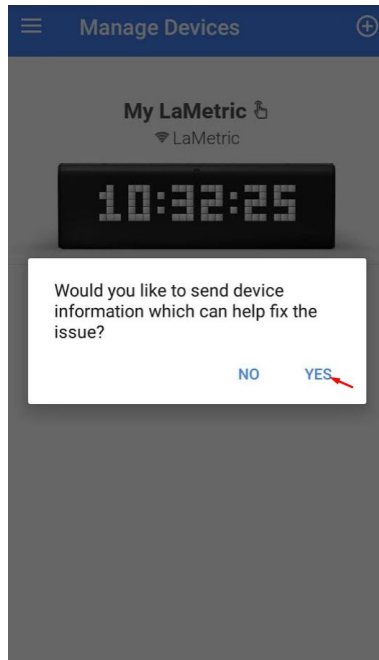 Manage Devices
My LaMetric
LaMetric
10:32:25
Would you like to send device
information which can help fix the
issue?
NO YES